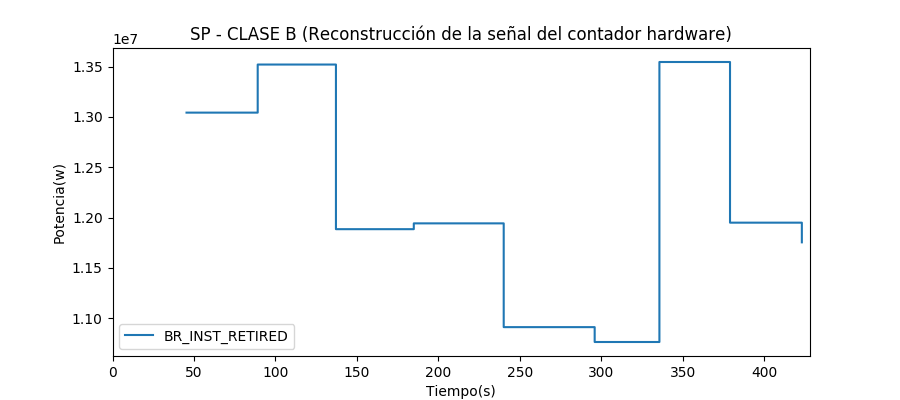 SP - CLASE B (Reconstrucción de la señal del contador hardware)
1e7
1.35
1.30
1.25
1.20
1.15
1.10
Potencia(w)
BR_INST_RETIRED
0 50 100 150 200 250 300 350 400
Tiempo(s)